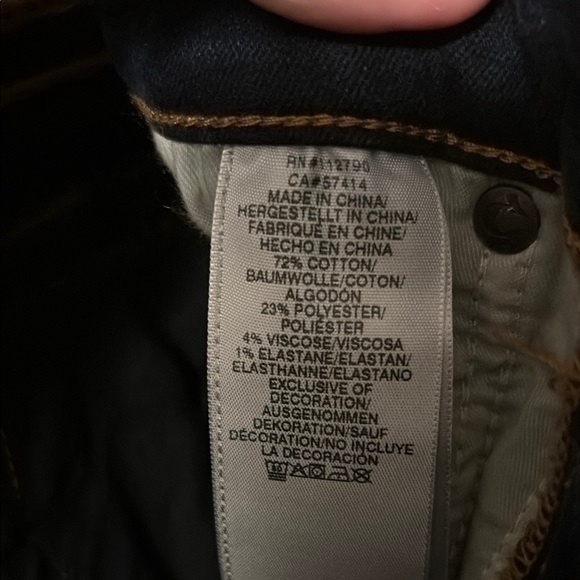 RN#112790
CA#57414
MADE IN CHINA/
HERGESTELLT IN CHINA/
FABRIQUÉ EN CHINE/
HECHO EN CHINA
72% COTTON/
BAUMWOLLE/COTON/
ALGODÓN
23% POLYESTER/
POLIÉSTER
4% VISCOSE/VISCOSA
1% ELASTANE/ELASTAN/
ELASTHANNE/ELASTANO
EXCLUSIVE OF
DECORATION/
AUSGENOMMEN
DEKORATION/SAUF
DÉCORATION/NO INCLUYE
LA DECORACIÓN